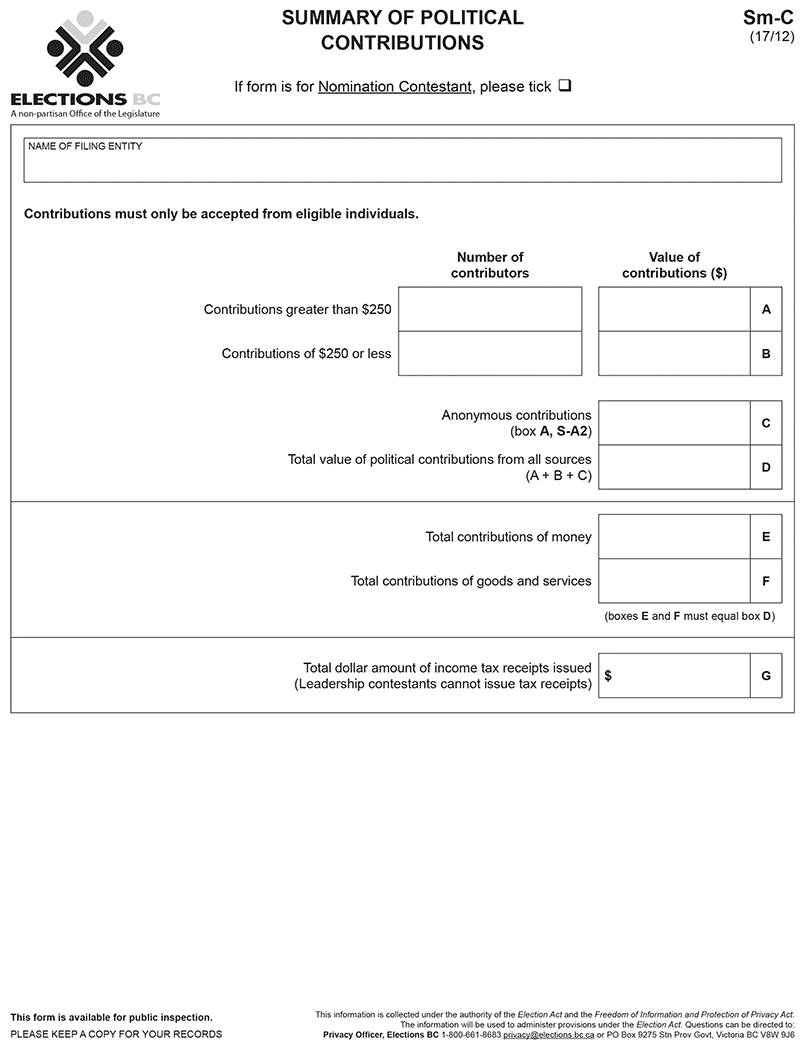 SUMMARY OF POLITICAL
CONTRIBUTIONS
Sm-C
(17/12)
If form is for Nomination Contestant, please tick ❑
ELECTIONS BC
A non-partisan Office of the Legislature
NAME OF FILING ENTITY
Contributions must only be accepted from eligible individuals.
Number of
contributors
Value of
contributions ($)
Contributions greater than $250
A
Contributions of $250 or less
B
Anonymous contributions
(box A, S-A2)
C
Total value of political contributions from all sources
(A + B + C)
D
Total contributions of money
E
Total contributions of goods and services
F
(boxes E and F must equal box D)
Total dollar amount of income tax receipts issued
(Leadership contestants cannot issue tax receipts)
$
G
This form is available for public inspection.
PLEASE KEEP A COPY FOR YOUR RECORDS
This information is collected under the authority of the Election Act and the Freedom of Information and Protection of Privacy Act.
The information will be used to administer provisions under the Election Act. Questions can be directed to:
Privacy Officer, Elections BC 1-800-661-8683 privacy@elections.bc.ca or PO Box 9275 Stn Prov Govt, Victoria BC V8W 9J6